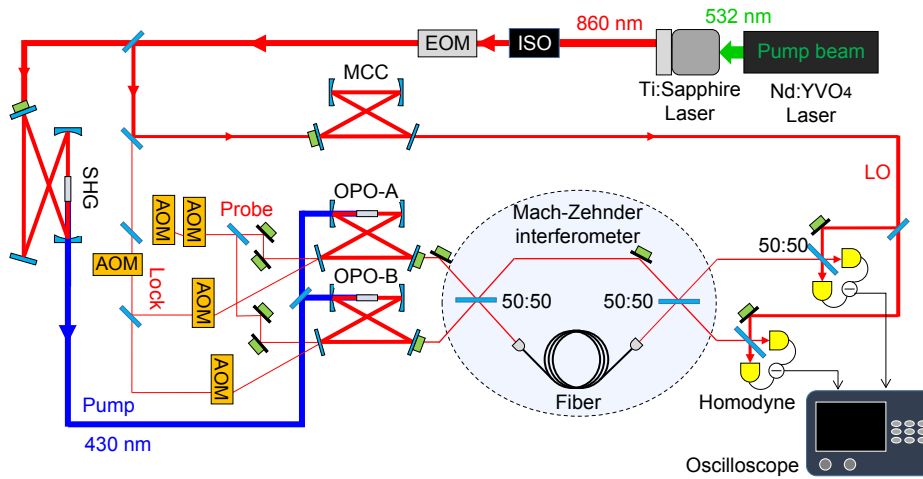 860 nm
532 nm
EOM
ISO
Pump beam
Ti:Sapphire
Laser
Nd:YVO4
Laser
MCC
SHG
LO
OPO-A
Probe
AOM
AOM
Mach-Zehnder
interferometer
50:50
AOM
Lock
AOM
OPO-B
50:50
50:50
AOM
Pump
430 nm
Fiber
Homodyne
Oscilloscope